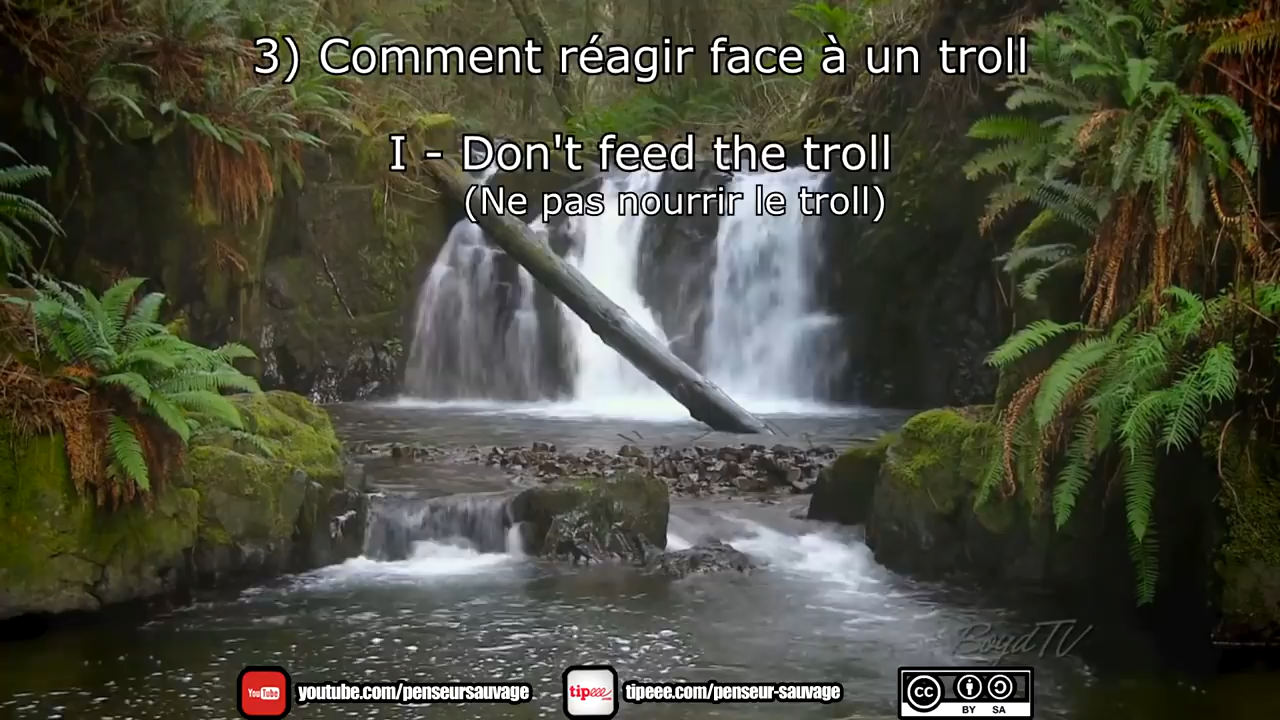 3) Comment réagir face à un troll
I - Don't feed the troll
(Ne pas nourrir le troll)
BoydTV
YouTube youtube.com/penseursauvage
tipeee tipeee.com/penseur-sauvage
cc BY SA